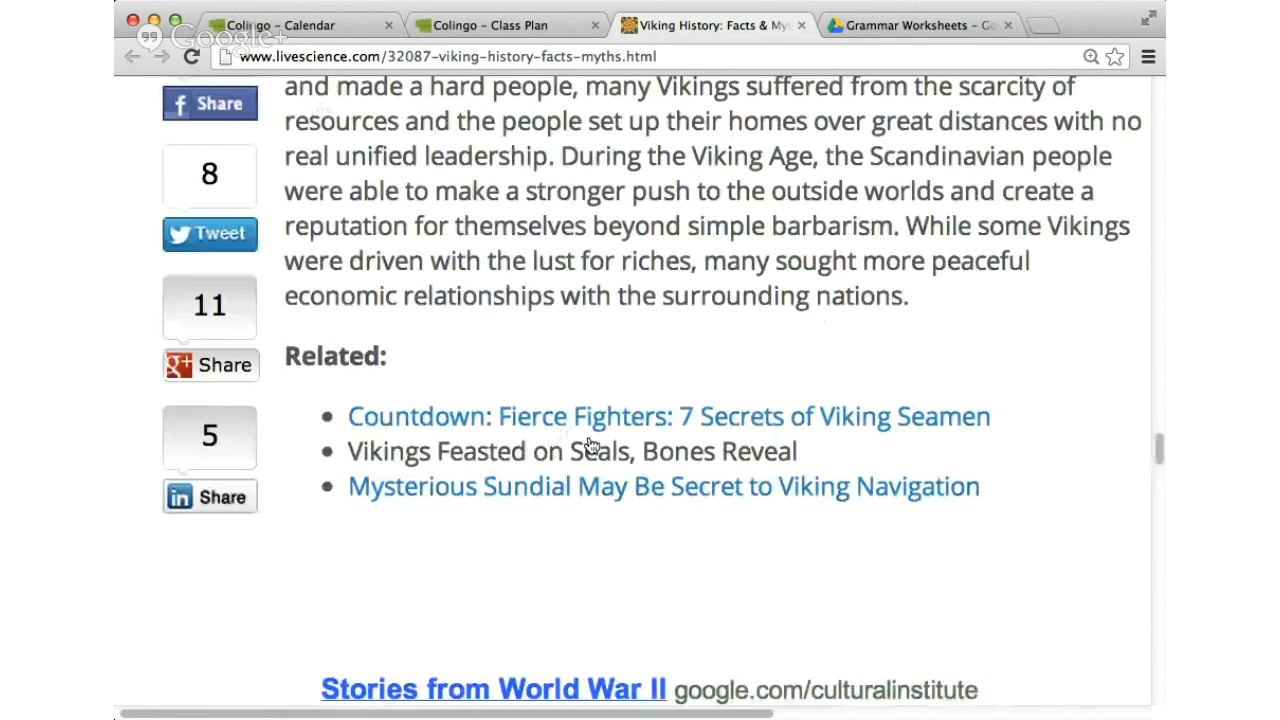 Colingo – Calendar
Colingo – Class Plan
Viking History: Facts & My
Grammar Worksheets – Go
Google+
www.livescience.com/32087-viking-history-facts-myths.html
and made a hard people, many Vikings suffered from the scarcity of
resources and the people set up their homes over great distances with no
real unified leadership. During the Viking Age, the Scandinavian people
were able to make a stronger push to the outside worlds and create a
reputation for themselves beyond simple barbarism. While some Vikings
were driven with the lust for riches, many sought more peaceful
economic relationships with the surrounding nations.
Share
8
Tweet
11
Share
5
Share
Related:
Countdown: Fierce Fighters: 7 Secrets of Viking Seamen
Vikings Feasted on Seals, Bones Reveal
Mysterious Sundial May Be Secret to Viking Navigation
Stories from World War II google.com/culturalinstitute